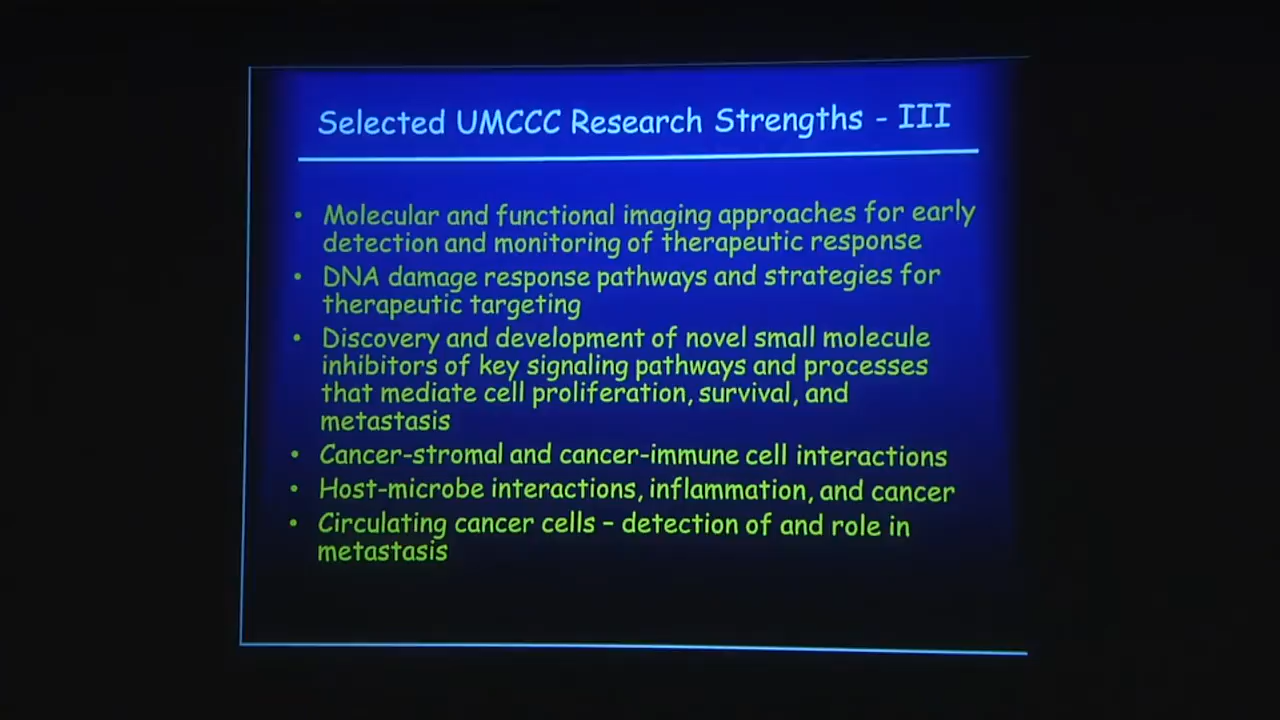 Selected UMCCC Research Strengths - III
• Molecular and functional imaging approaches for early
detection and monitoring of therapeutic response
• DNA damage response pathways and strategies for
therapeutic targeting
• Discovery and development of novel small molecule
inhibitors of key signaling pathways and processes
that mediate cell proliferation, survival, and
metastasis
• Cancer-stromal and cancer-immune cell interactions
• Host-microbe interactions, inflammation, and cancer
• Circulating cancer cells – detection of and role in
metastasis